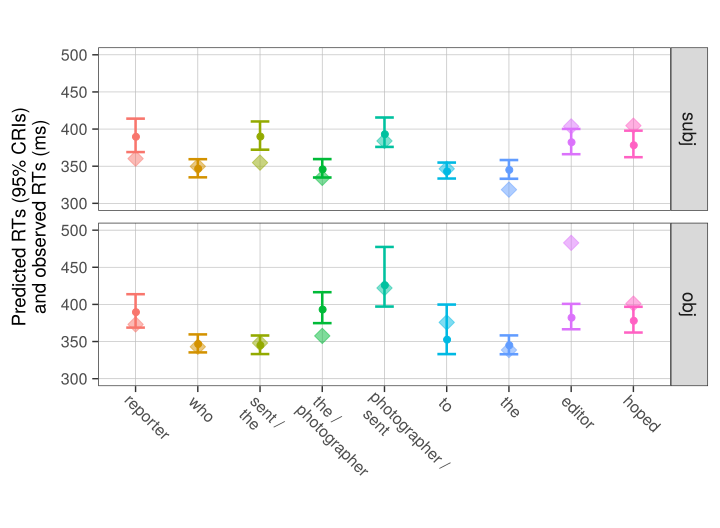 Predicted RTs (95% CRIs)
and observed RTs (ms)
500
450
400
350
300
subj
500
450
400
350
300
obj
reporter
who
sent /
the
the /
photographer
photographer /
sent
to
the
editor
hoped